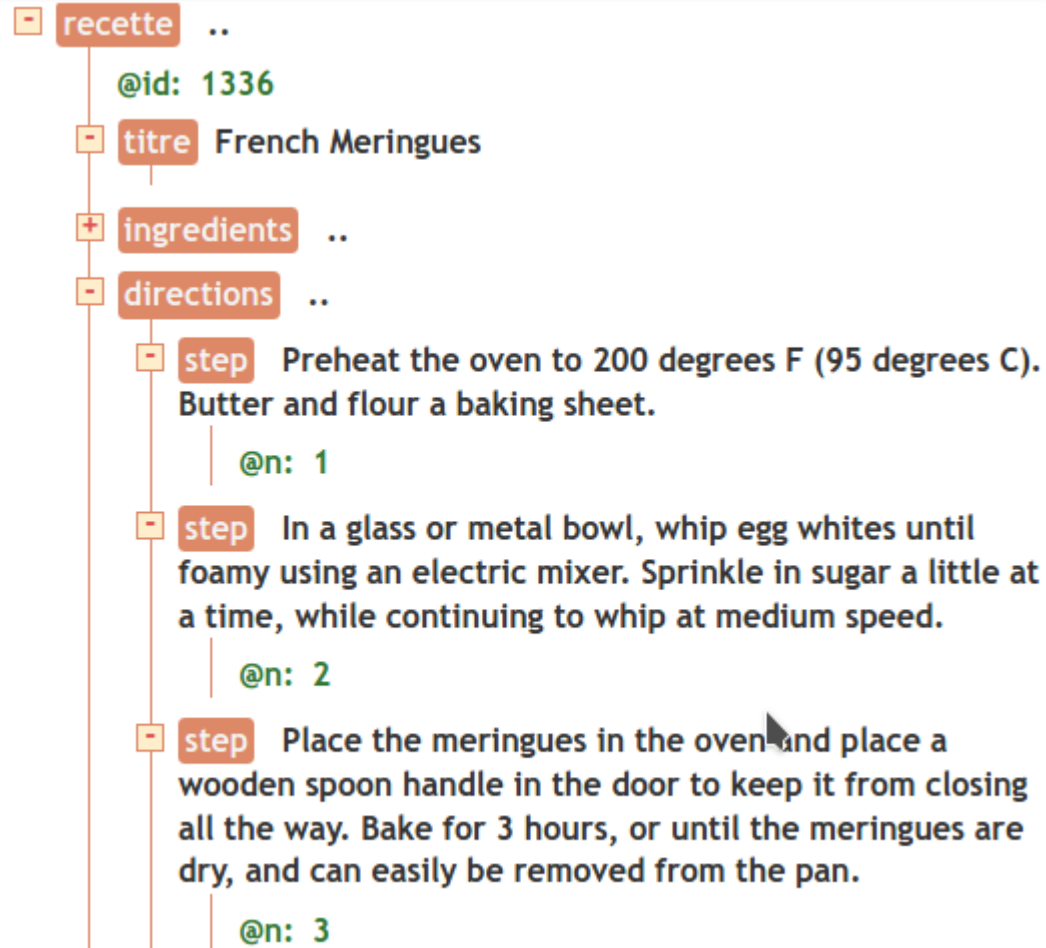 - recette ..
@id: 1336
- titre French Meringues
+ ingredients ..
- directions ..
- step Preheat the oven to 200 degrees F (95 degrees C).
Butter and flour a baking sheet.
@n: 1
- step In a glass or metal bowl, whip egg whites until
foamy using an electric mixer. Sprinkle in sugar a little at
a time, while continuing to whip at medium speed.
@n: 2
- step Place the meringues in the oven and place a
wooden spoon handle in the door to keep it from closing
all the way. Bake for 3 hours, or until the meringues are
dry, and can easily be removed from the pan.
@n: 3